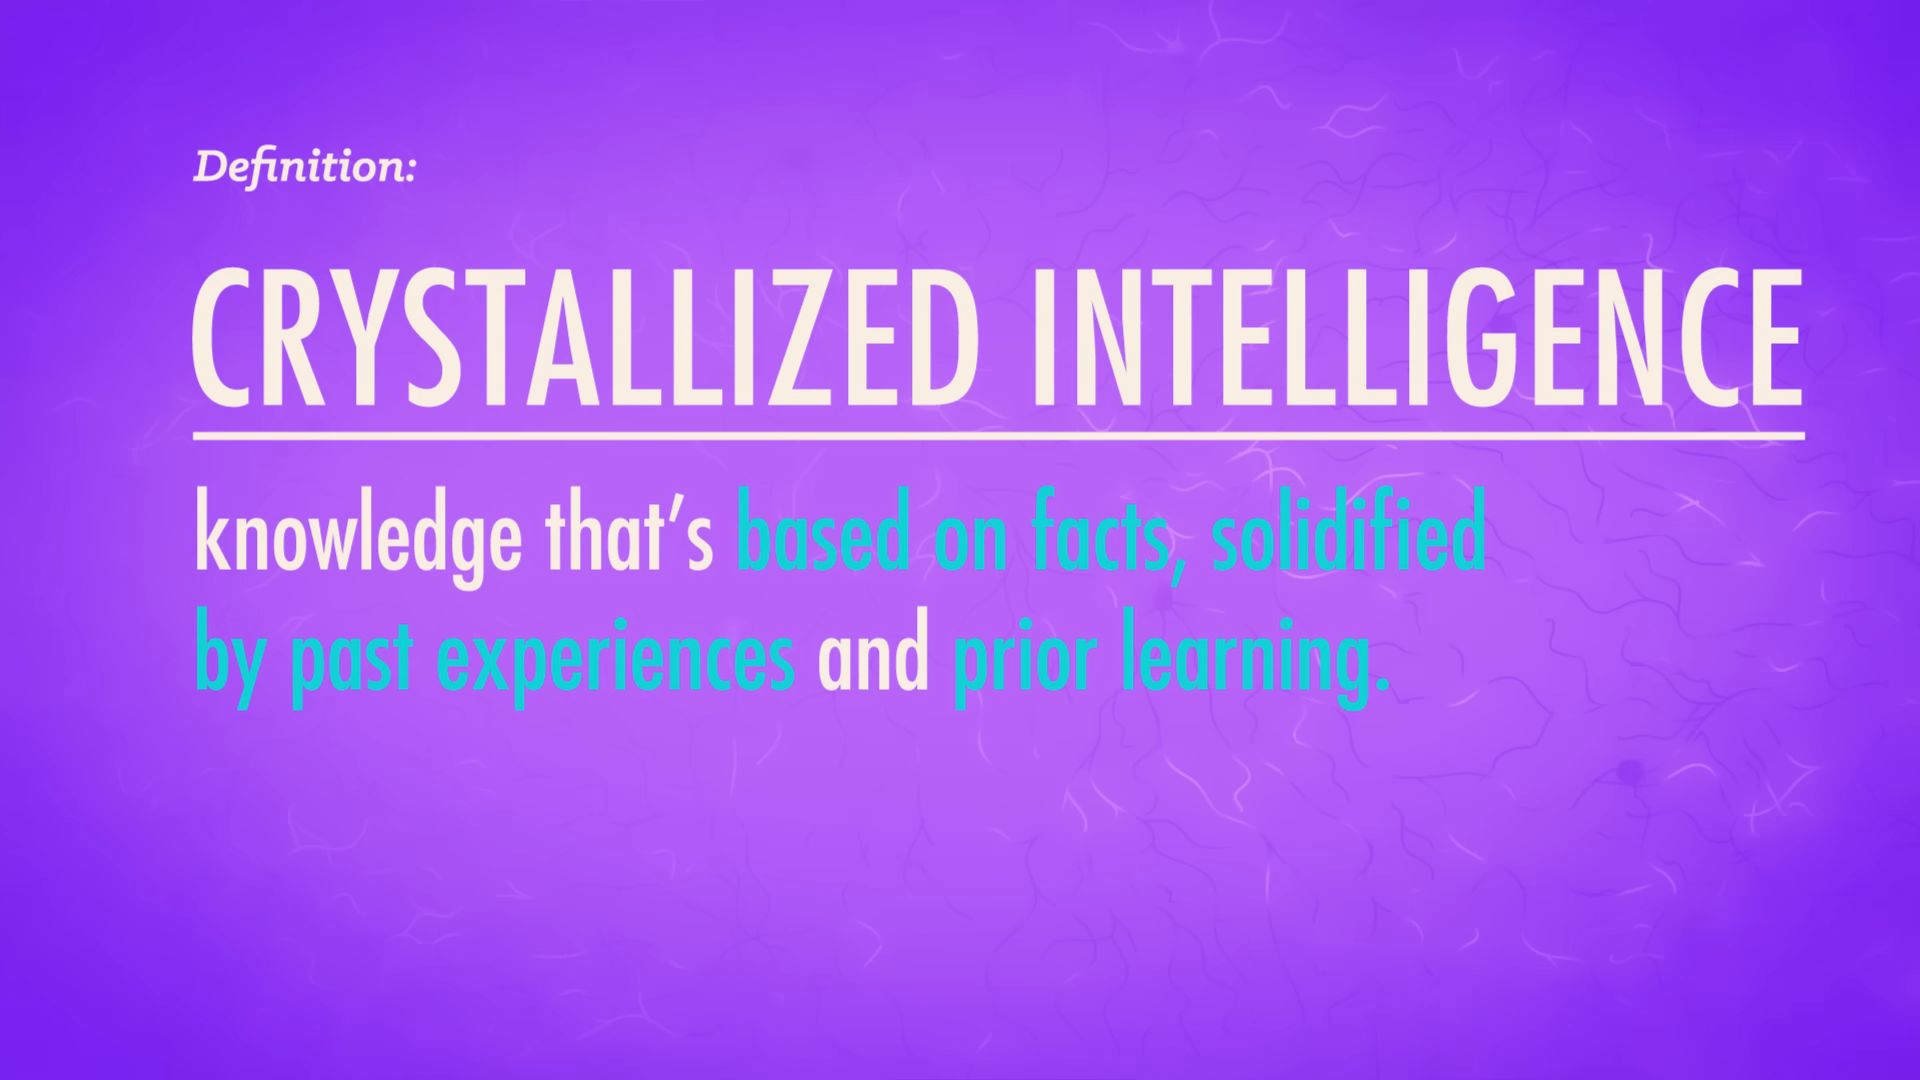 Definition:
CRYSTALLIZED INTELLIGENCE
knowledge that’s based on facts, solidified
by past experiences and prior learning.